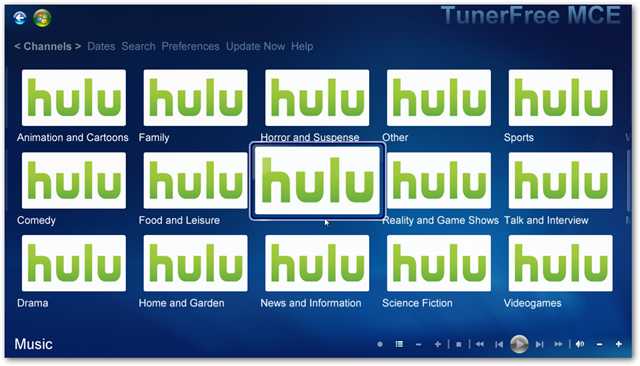 TunerFree MCE
< Channels > Dates Search Preferences Update Now Help
hulu hulu hulu hulu hulu
Animation and Cartoons Family Horror and Suspense Other Sports
hulu hulu hulu hulu hulu
Comedy Food and Leisure Reality and Game Shows Talk and Interview
hulu hulu hulu hulu hulu
Drama Home and Garden News and Information Science Fiction Videogames
Music